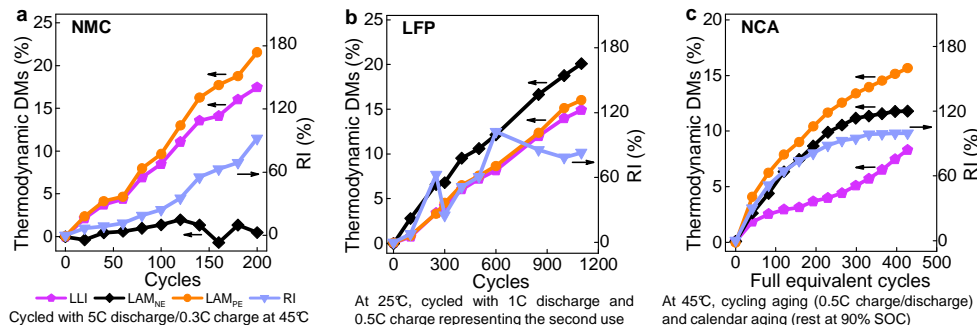 a
NMC
Thermodynamic DMs (%)
25
20
15
10
5
0
180
120
60
0
RI (%)
0
50
100
150
200
Cycles
b
LFP
Thermodynamic DMs (%)
25
20
15
10
5
0
180
120
60
0
RI (%)
0
300
600
900
1200
Cycles
c
NCA
Thermodynamic DMs (%)
20
15
10
5
0
180
120
60
0
RI (%)
0
100
200
300
400
500
Full equivalent cycles
LLI LAM_NE LAM_PE RI
Cycled with 5C discharge/0.3C charge at 45℃
At 25℃, cycled with 1C discharge and
0.5C charge representing the second use
At 45℃, cycling aging (0.5C charge/discharge)
and calendar aging (rest at 90% SOC)